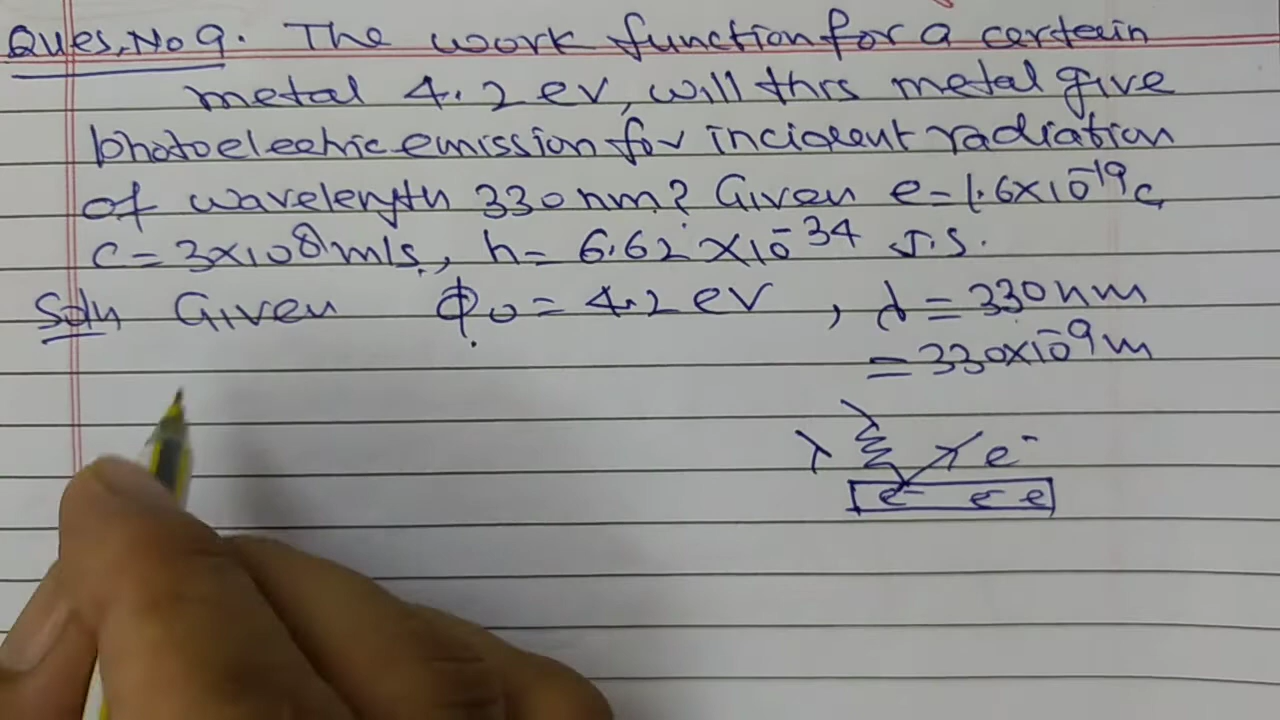 Ques. No 9. The work function for a certein
metal 4.2 eV, will this metal give
photoelectric emission for incident radiation
of wavelength 330 nm? Given e = 1.6×10⁻¹⁹ C,
c = 3×10⁸ m/s, h = 6.62×10⁻³⁴ J.S.
Soln Given ϕ₀ = 4.2 eV, λ = 330 nm
= 330×10⁻⁹ m
λ e⁻
e⁻ e e